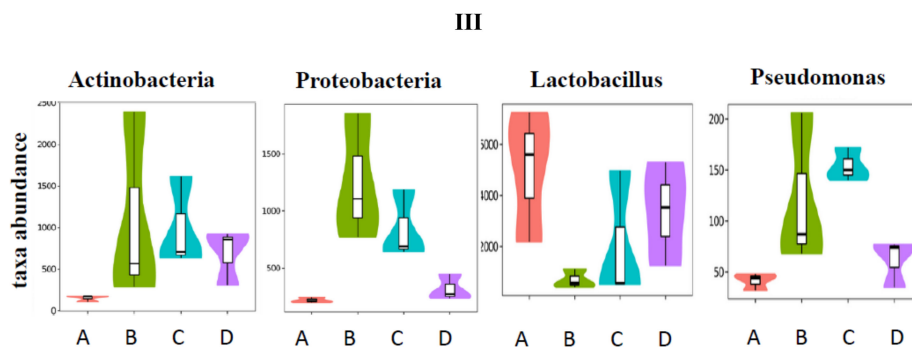 III
Actinobacteria
Proteobacteria
Lactobacillus
Pseudomonas
taxa abundance
2500
2000
1500
1000
500
0
A B C D
1500
1000
500
A B C D
6000
4000
2000
A B C D
200
150
100
50
A B C D